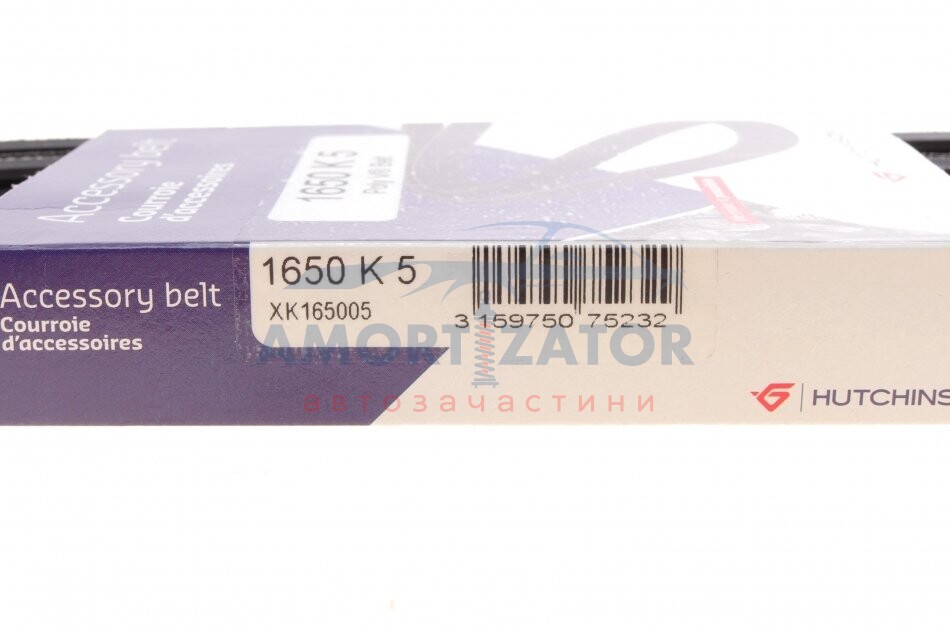 Accessory belt
Courroie
d'accessoires
1650 K 5
Poly V® Belt
Accessory belt
Courroie
d'accessoires
1650 K 5
XK165005
3 159750 75232
AMORTIZATOR
автозачастини
HUTCHINS